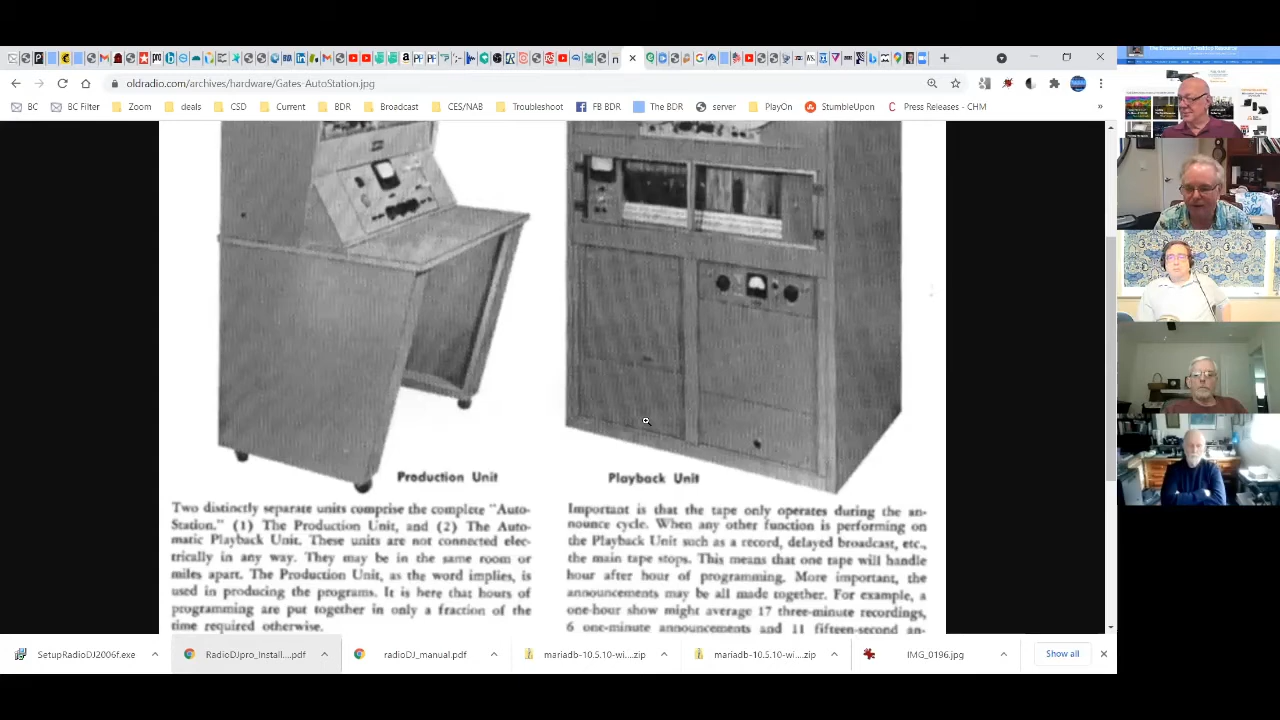 oldradio.com/archives/hardware/Gates-AutoStation.jpg
BC
BC Filter
Zoom
deals
CSD
Current
BDR
Broadcast
FB BDR
The BDR
PlayOn
StumbleUpon
Press Releases
CHW
»
Production Unit
Playback Unit
Two distinctly separate units comprise the complete "Auto-
Station." (1) The Production Unit, and (2) The Auto-
matic Playback Unit. These units are not connected elec-
trically in any way. They may be in the same room or
miles apart. The Production Unit, as the word implies, is
used in producing the programs. It is here that hours of
programming are put together in only a fraction of the
time required otherwise.
Important is that the tape only operates during the an-
nounce cycle. When any other function is performing on
the Playback Unit such as a record, delayed broadcast, etc.,
the main tape stops. This means that one tape will handle
hour after hour of programming. More important, the
announcements may be all made together. For example, a
one-hour show might average 17 three-minute recordings,
6 one-minute announcements and 11 fifteen-second an-
SetupRadioDJ2006f.exe
RadioDJpro_Install....pdf
radioDJ_manual.pdf
mariadb-10.5.10-wi....zip
mariadb-10.5.10-wi....zip
IMG_0196.jpg
Show all